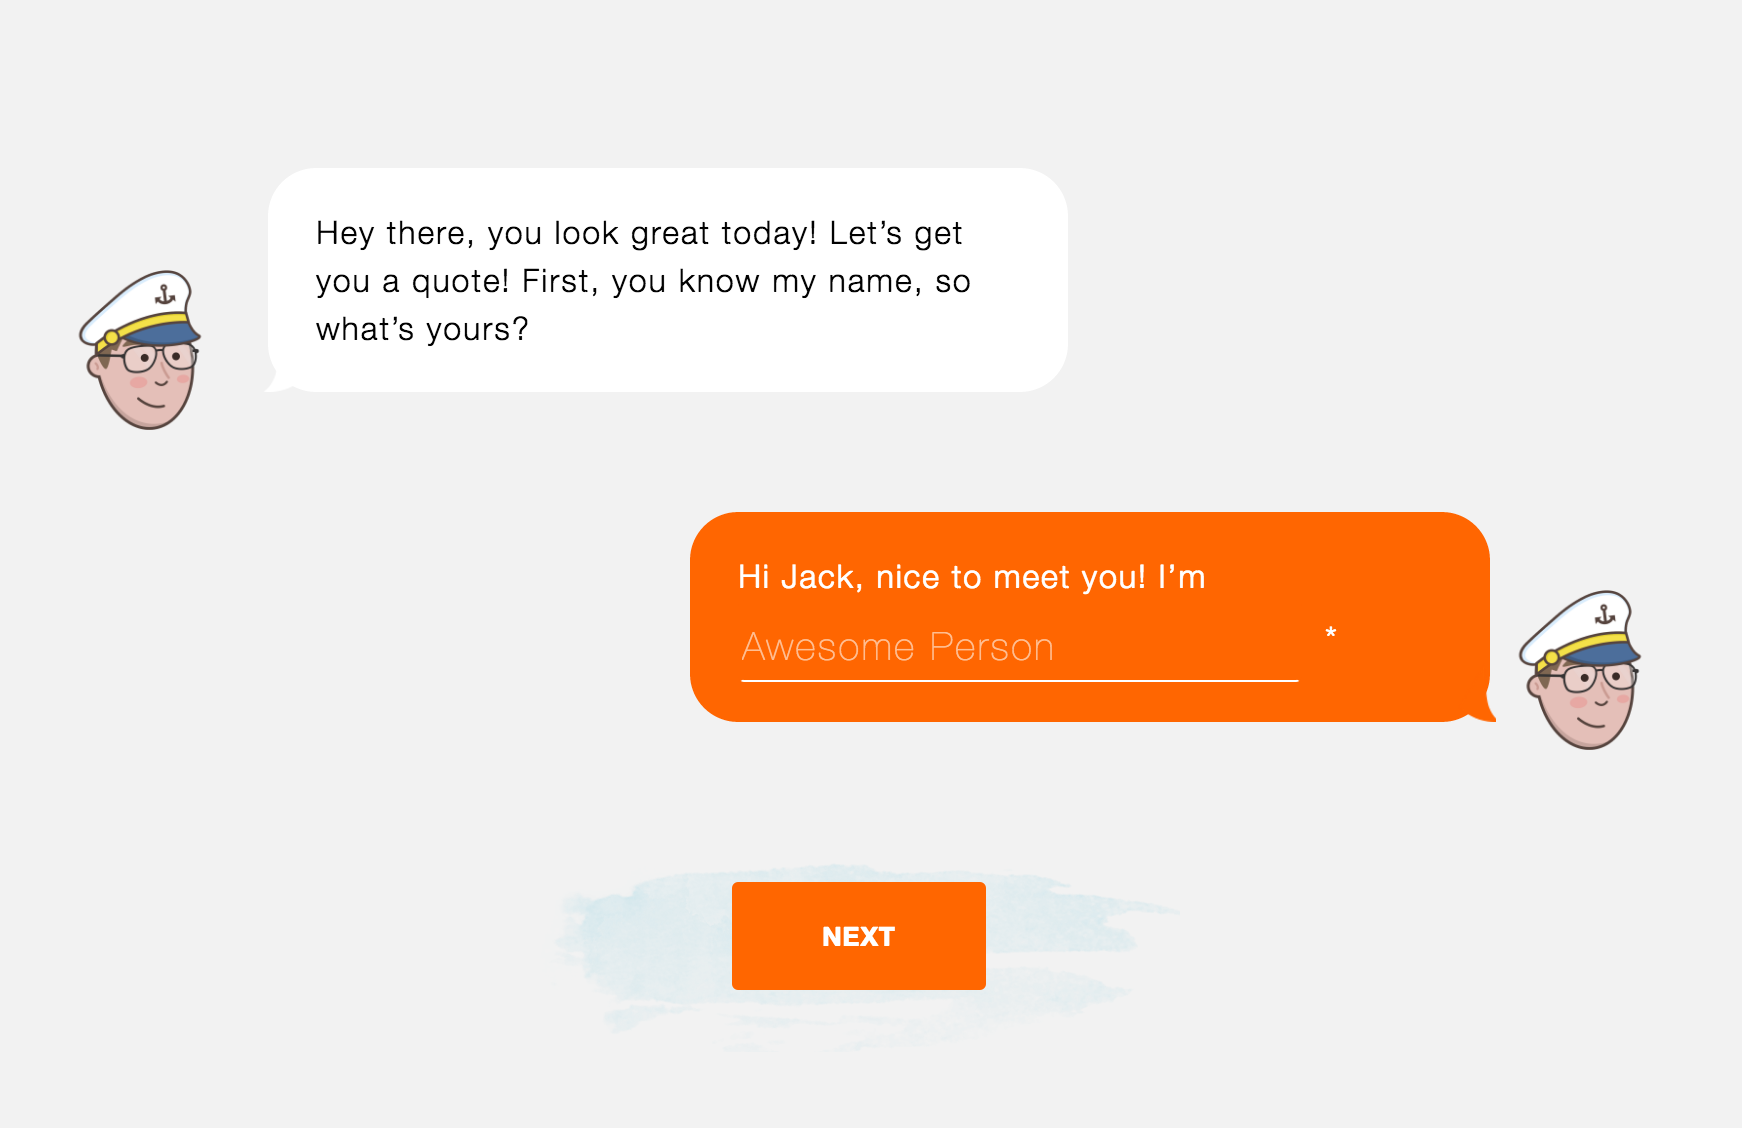 Hey there, you look great today! Let’s get
you a quote! First, you know my name, so
what’s yours?
Hi Jack, nice to meet you! I’m
Awesome Person *
NEXT